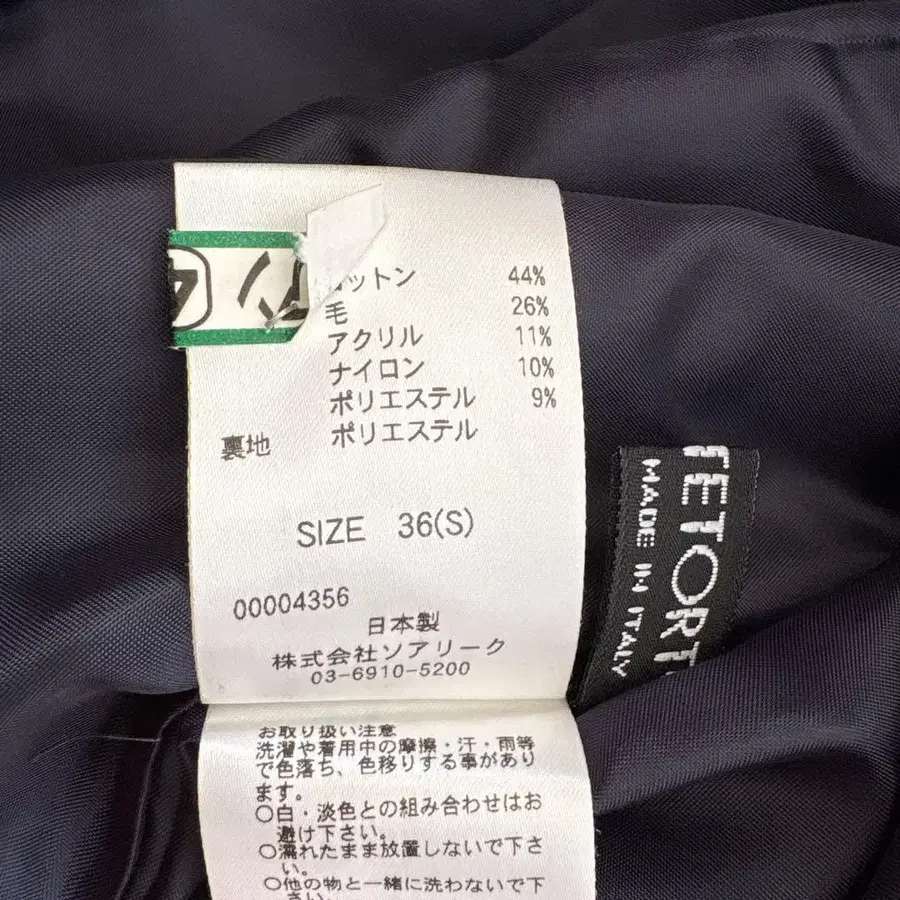 ットン 44%
毛 26%
アクリル 11%
ナイロン 10%
ポリエステル 9%
裏地 ポリエステル
SIZE 36(S)
00004356
日本製
株式会社ソアリーク
03-6910-5200
お取り扱い注意
洗濯や着用中の摩擦・汗・雨等
で色落ち、色移りする事があり
ます。
○白・淡色との組み合わせはお
避け下さい。
○濡れたまま放置しないで下さ
い。
○他の物と一緒に洗わないで下
さい。
TETORT
MADE IN ITALY